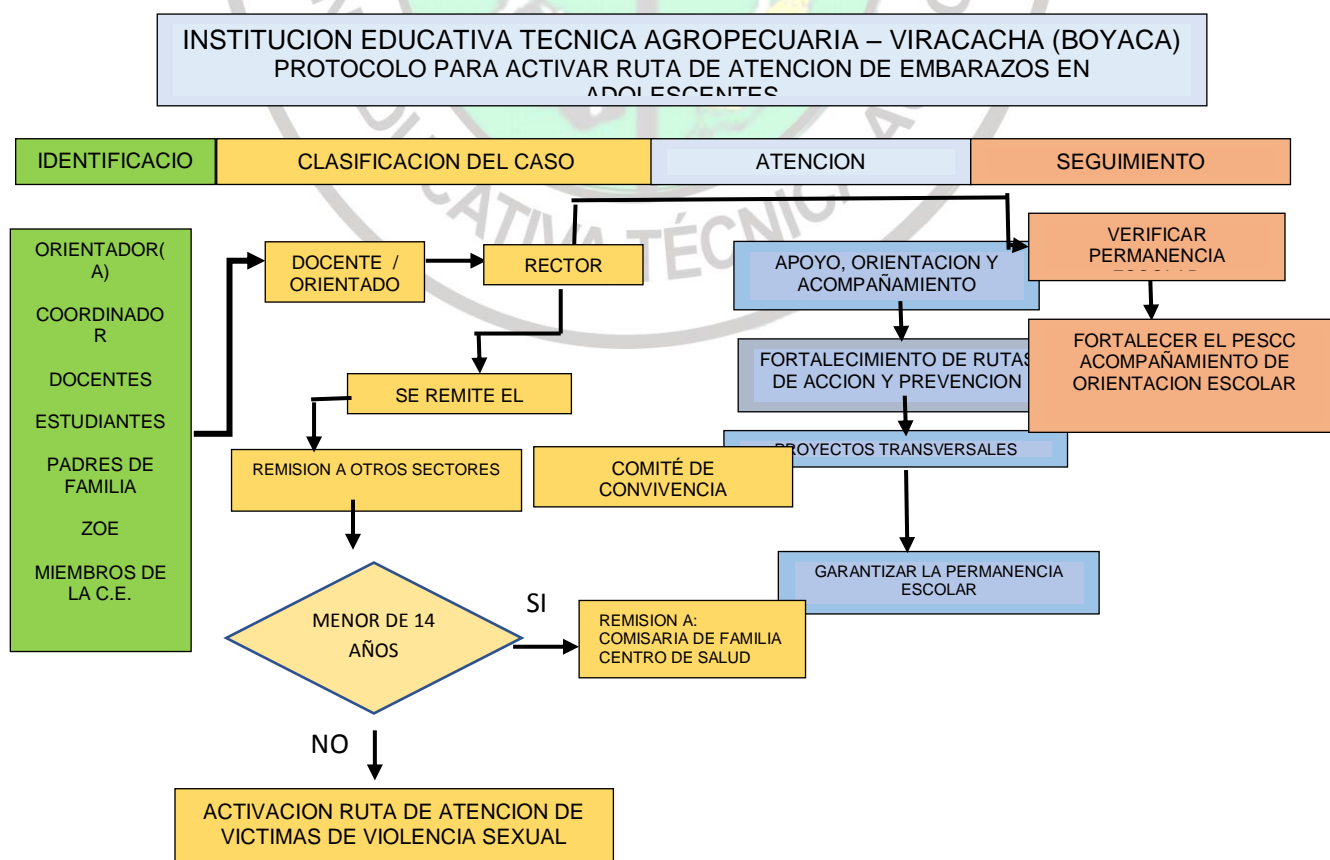 INSTITUCION EDUCATIVA TECNICA AGROPECUARIA – VIRACACHA (BOYACA)
PROTOCOLO PARA ACTIVAR RUTA DE ATENCION DE EMBARAZOS EN
ADOLESCENTES
IDENTIFICACIO
CLASIFICACION DEL CASO
ATENCION
SEGUIMIENTO
ORIENTADOR(
A)
COORDINADO
R
DOCENTES
ESTUDIANTES
PADRES DE
FAMILIA
ZOE
MIEMBROS DE
LA C.E.
DOCENTE /
ORIENTADO
RECTOR
SE REMITE EL
REMISION A OTROS SECTORES
COMITÉ DE
CONVIVENCIA
MENOR DE 14
AÑOS
SI
REMISION A:
COMISARIA DE FAMILIA
CENTRO DE SALUD
NO
ACTIVACION RUTA DE ATENCION DE
VICTIMAS DE VIOLENCIA SEXUAL
APOYO, ORIENTACION Y
ACOMPAÑAMIENTO
FORTALECIMIENTO DE RUTAS
DE ACCION Y PREVENCION
PROYECTOS TRANSVERSALES
GARANTIZAR LA PERMANENCIA
ESCOLAR
VERIFICAR
PERMANENCIA
ESCOLAR
FORTALECER EL PESCC
ACOMPAÑAMIENTO DE
ORIENTACION ESCOLAR
EDUCATIVA TÉCNICA